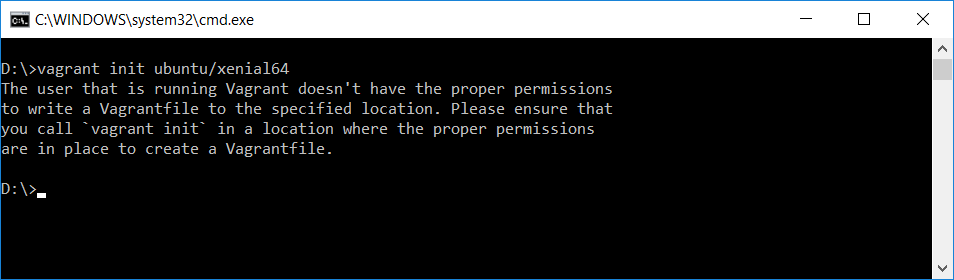 C:\WINDOWS\system32\cmd.exe
D:\>vagrant init ubuntu/xenial64
The user that is running Vagrant doesn't have the proper permissions
to write a Vagrantfile to the specified location. Please ensure that
you call `vagrant init` in a location where the proper permissions
are in place to create a Vagrantfile.
D:\>